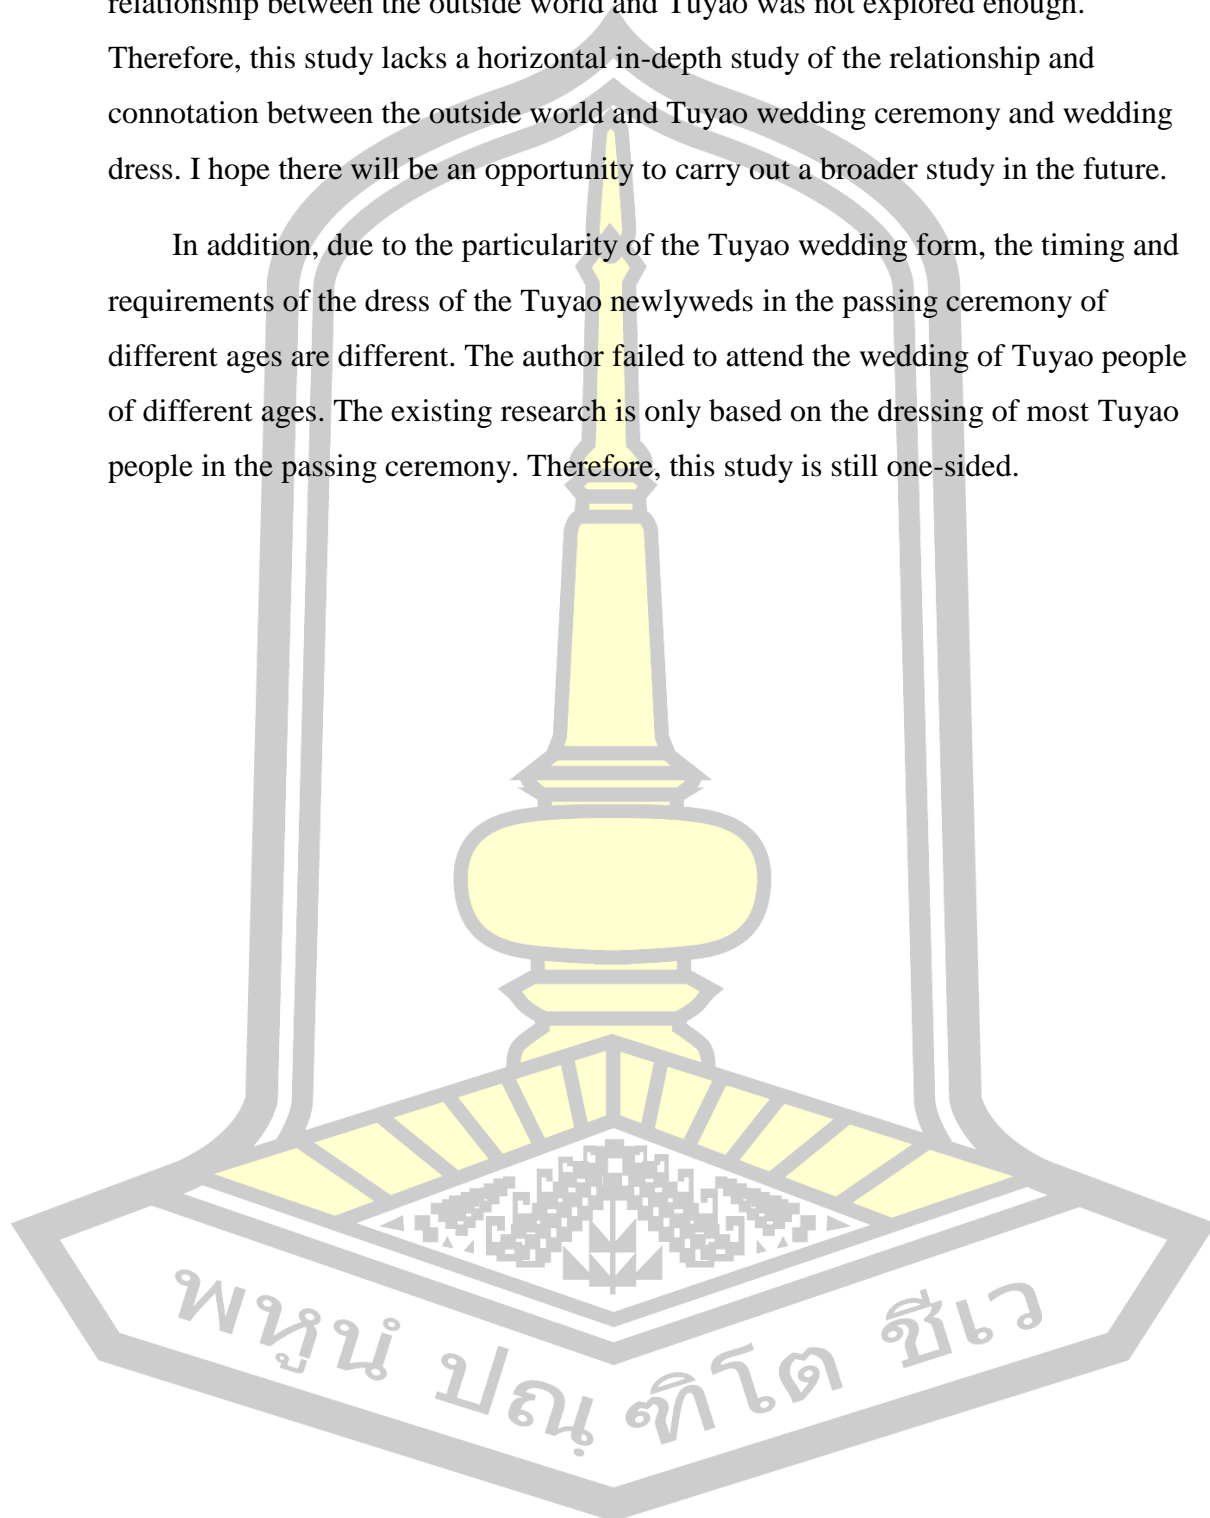 relationship between the outside world and Tuyao was not explored enough.
Therefore, this study lacks a horizontal in-depth study of the relationship and
connotation between the outside world and Tuyao wedding ceremony and wedding
dress. I hope there will be an opportunity to carry out a broader study in the future.
In addition, due to the particularity of the Tuyao wedding form, the timing and
requirements of the dress of the Tuyao newlyweds in the passing ceremony of
different ages are different. The author failed to attend the wedding of Tuyao people
of different ages. The existing research is only based on the dressing of most Tuyao
people in the passing ceremony. Therefore, this study is still one-sided.
พหูนํ ปณฺ ฑิโต ชีเว